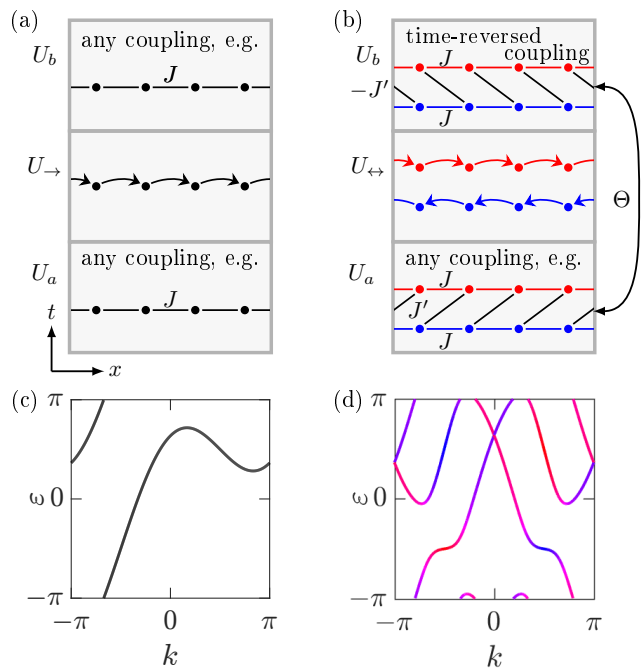 (a)
any coupling, e.g.
U_b
J
U_→
any coupling, e.g.
U_a
J
t
x
(b)
time-reversed
U_b
J
coupling
−J′
J
U_↔
Θ
any coupling, e.g.
U_a
J
J′
J
(c)
π
ω 0
−π
−π
0
π
k
(d)
π
ω 0
−π
−π
0
π
k